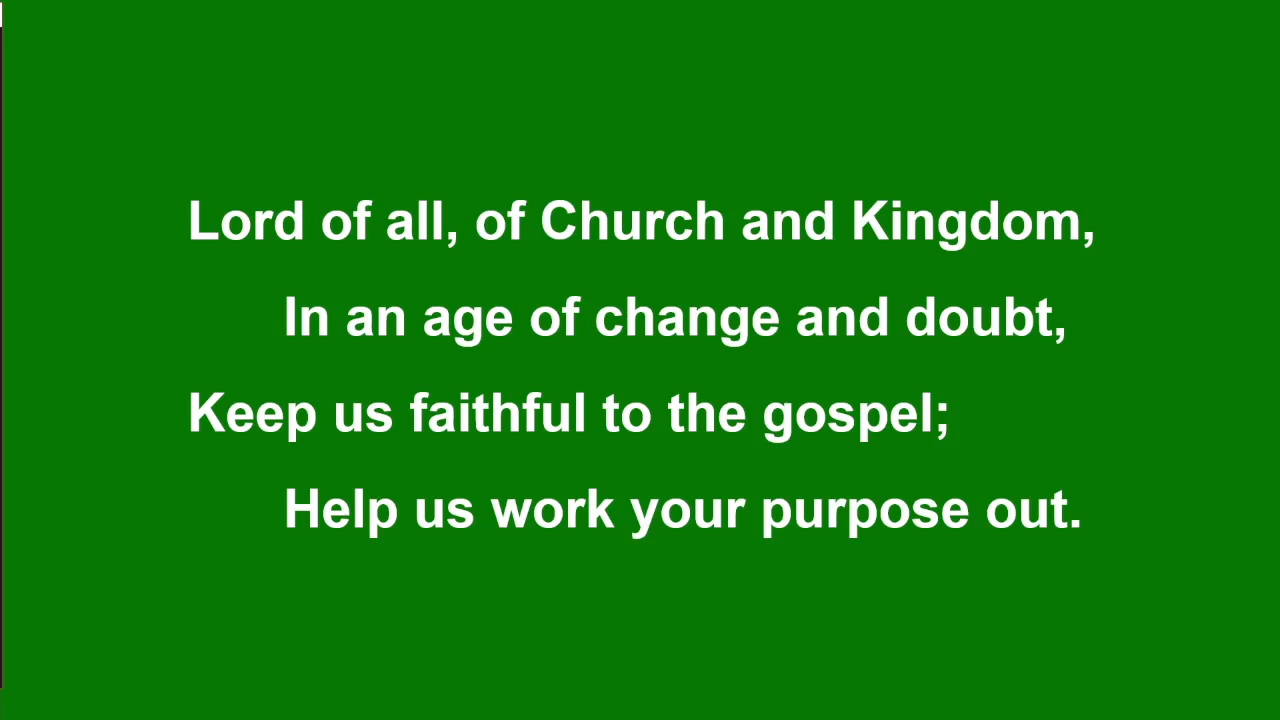 Lord of all, of Church and Kingdom,
In an age of change and doubt,
Keep us faithful to the gospel;
Help us work your purpose out.